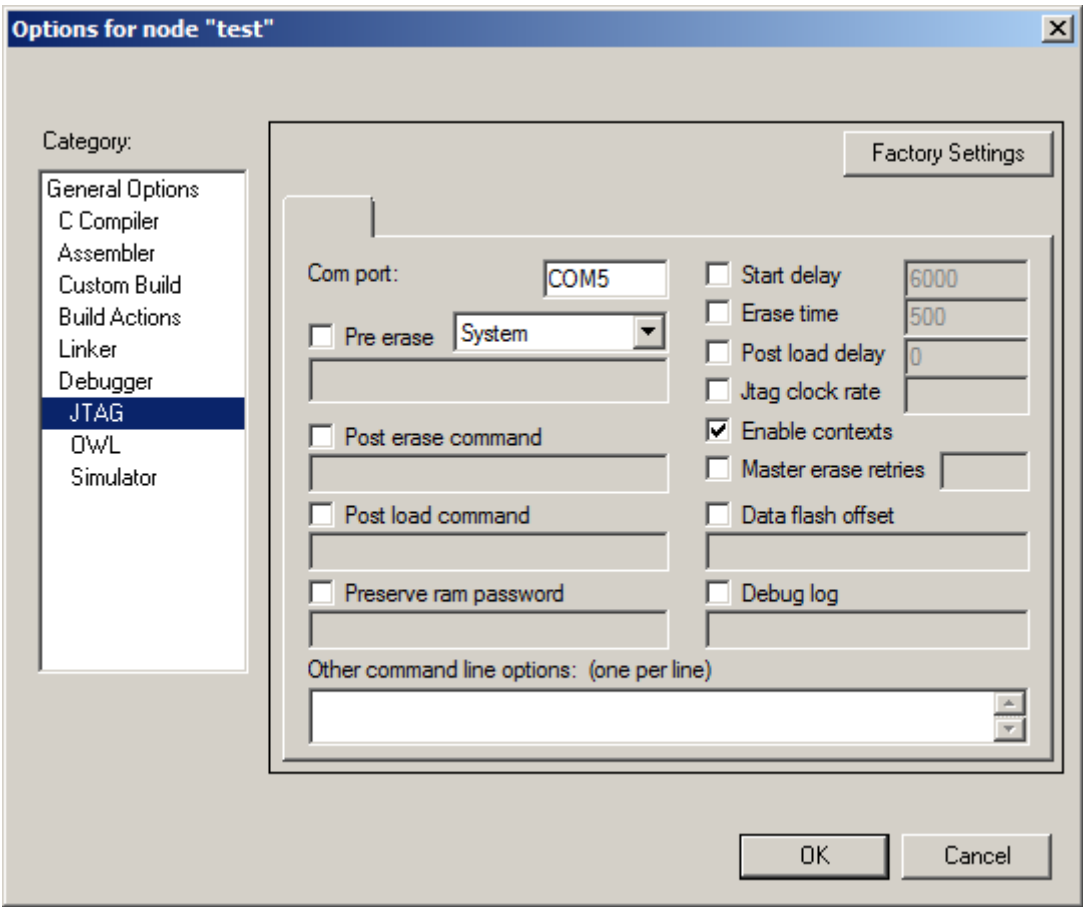 Options for node "test"
Category:
General Options
C Compiler
Assembler
Custom Build
Build Actions
Linker
Debugger
JTAG
OWL
Simulator
Factory Settings
Com port: COM5
Pre erase System
Post erase command
Post load command
Preserve ram password
Start delay 6000
Erase time 500
Post load delay 0
Jtag clock rate
Enable contexts
Master erase retries
Data flash offset
Debug log
Other command line options: (one per line)
OK Cancel